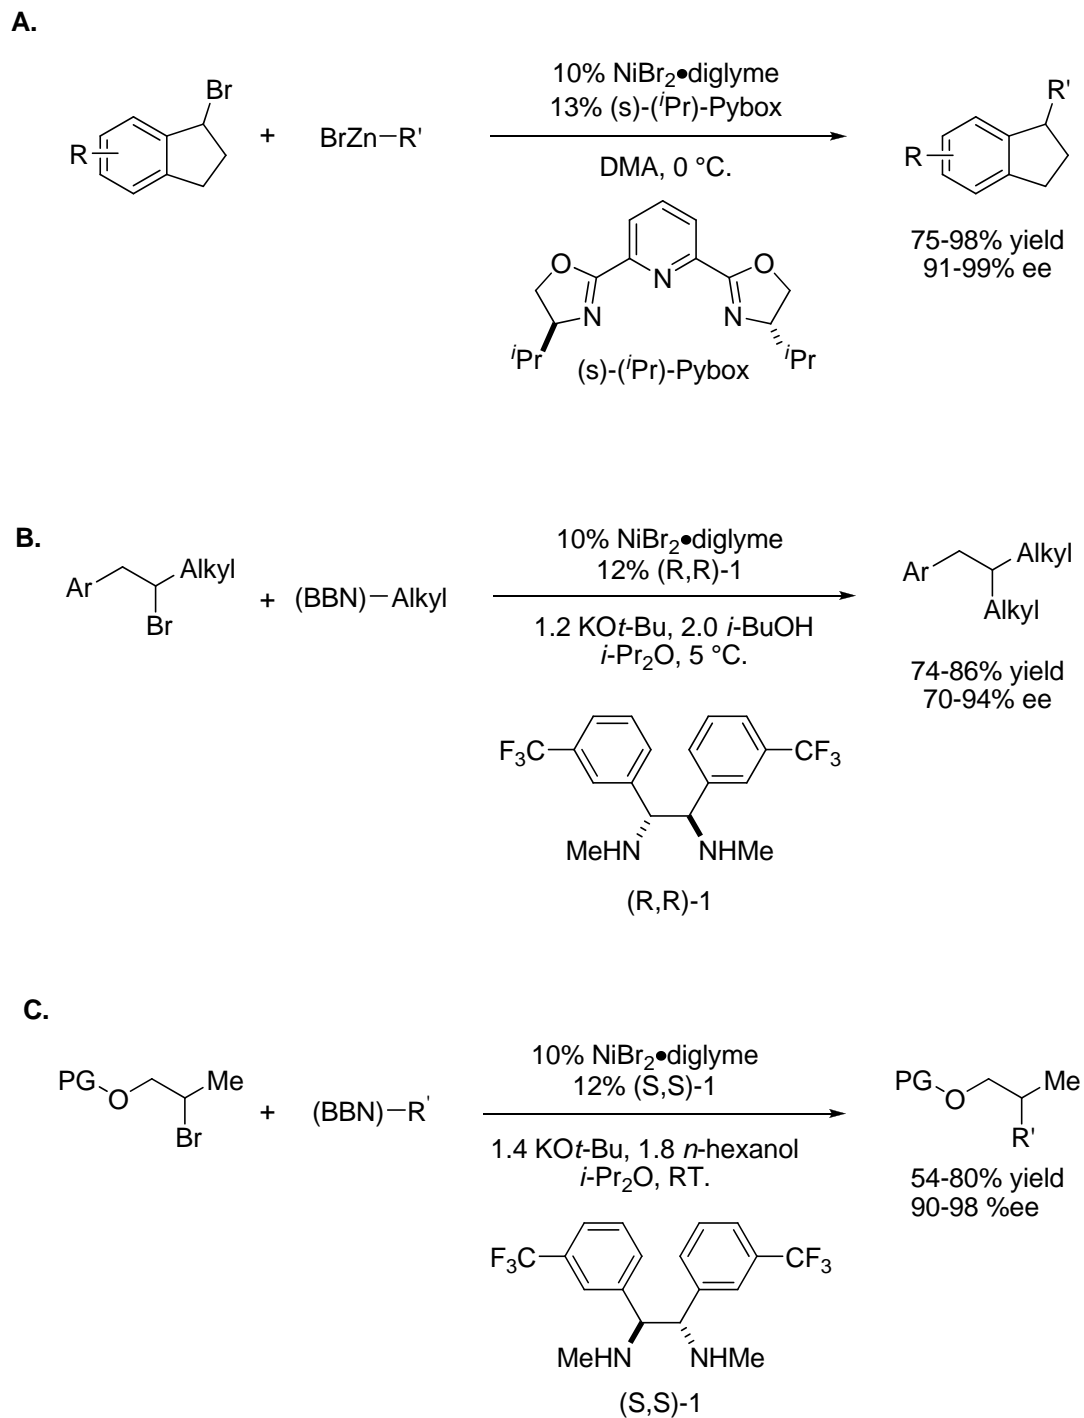 A.
Br
R
+
BrZn-R'
10% NiBr₂•diglyme
13% (s)-(ⁱPr)-Pybox
DMA, 0 °C.
R'
R
75-98% yield
91-99% ee
O
N
N
N
O
ⁱPr
ⁱPr
(s)-(ⁱPr)-Pybox
B.
Ar
Alkyl
Br
+
(BBN)-Alkyl
10% NiBr₂•diglyme
12% (R,R)-1
1.2 KOt-Bu, 2.0 i-BuOH
i-Pr₂O, 5 °C.
Ar
Alkyl
Alkyl
74-86% yield
70-94% ee
F₃C
CF₃
MeHN
NHMe
(R,R)-1
C.
PG
O
Me
Br
+
(BBN)-R'
10% NiBr₂•diglyme
12% (S,S)-1
1.4 KOt-Bu, 1.8 n-hexanol
i-Pr₂O, RT.
PG
O
Me
R'
54-80% yield
90-98 %ee
F₃C
CF₃
MeHN
NHMe
(S,S)-1